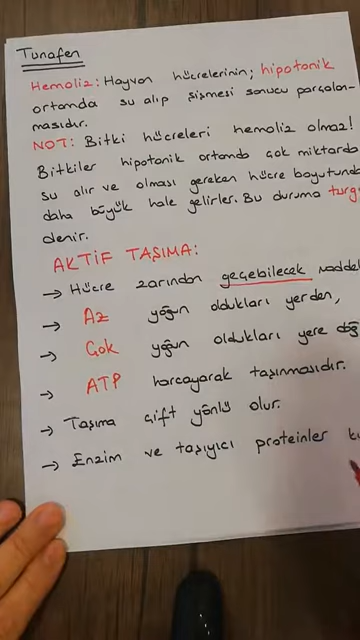 Tunafen
Hemoliz: Hayvan hücrelerinin; hipotonik
ortamda su alıp şişmesi sonucu parçalan-
masıdır.
NOT: Bitki hücreleri hemoliz olmaz!
Bitkiler hipotonik ortamda çok miktarda
su alır ve olması gereken hücre boyutunda
daha büyük hale gelirler. Bu duruma turg
denir.
AKTİF TAŞIMA:
→ Hücre zarından geçebilecek maddel
→ Az yoğun oldukları yerden,
→ Çok yoğun oldukları yere doğ
→ ATP harcayarak taşınmasıdır.
→ Taşıma çift yönlü olur.
→ Enzim ve taşıyıcı proteinler